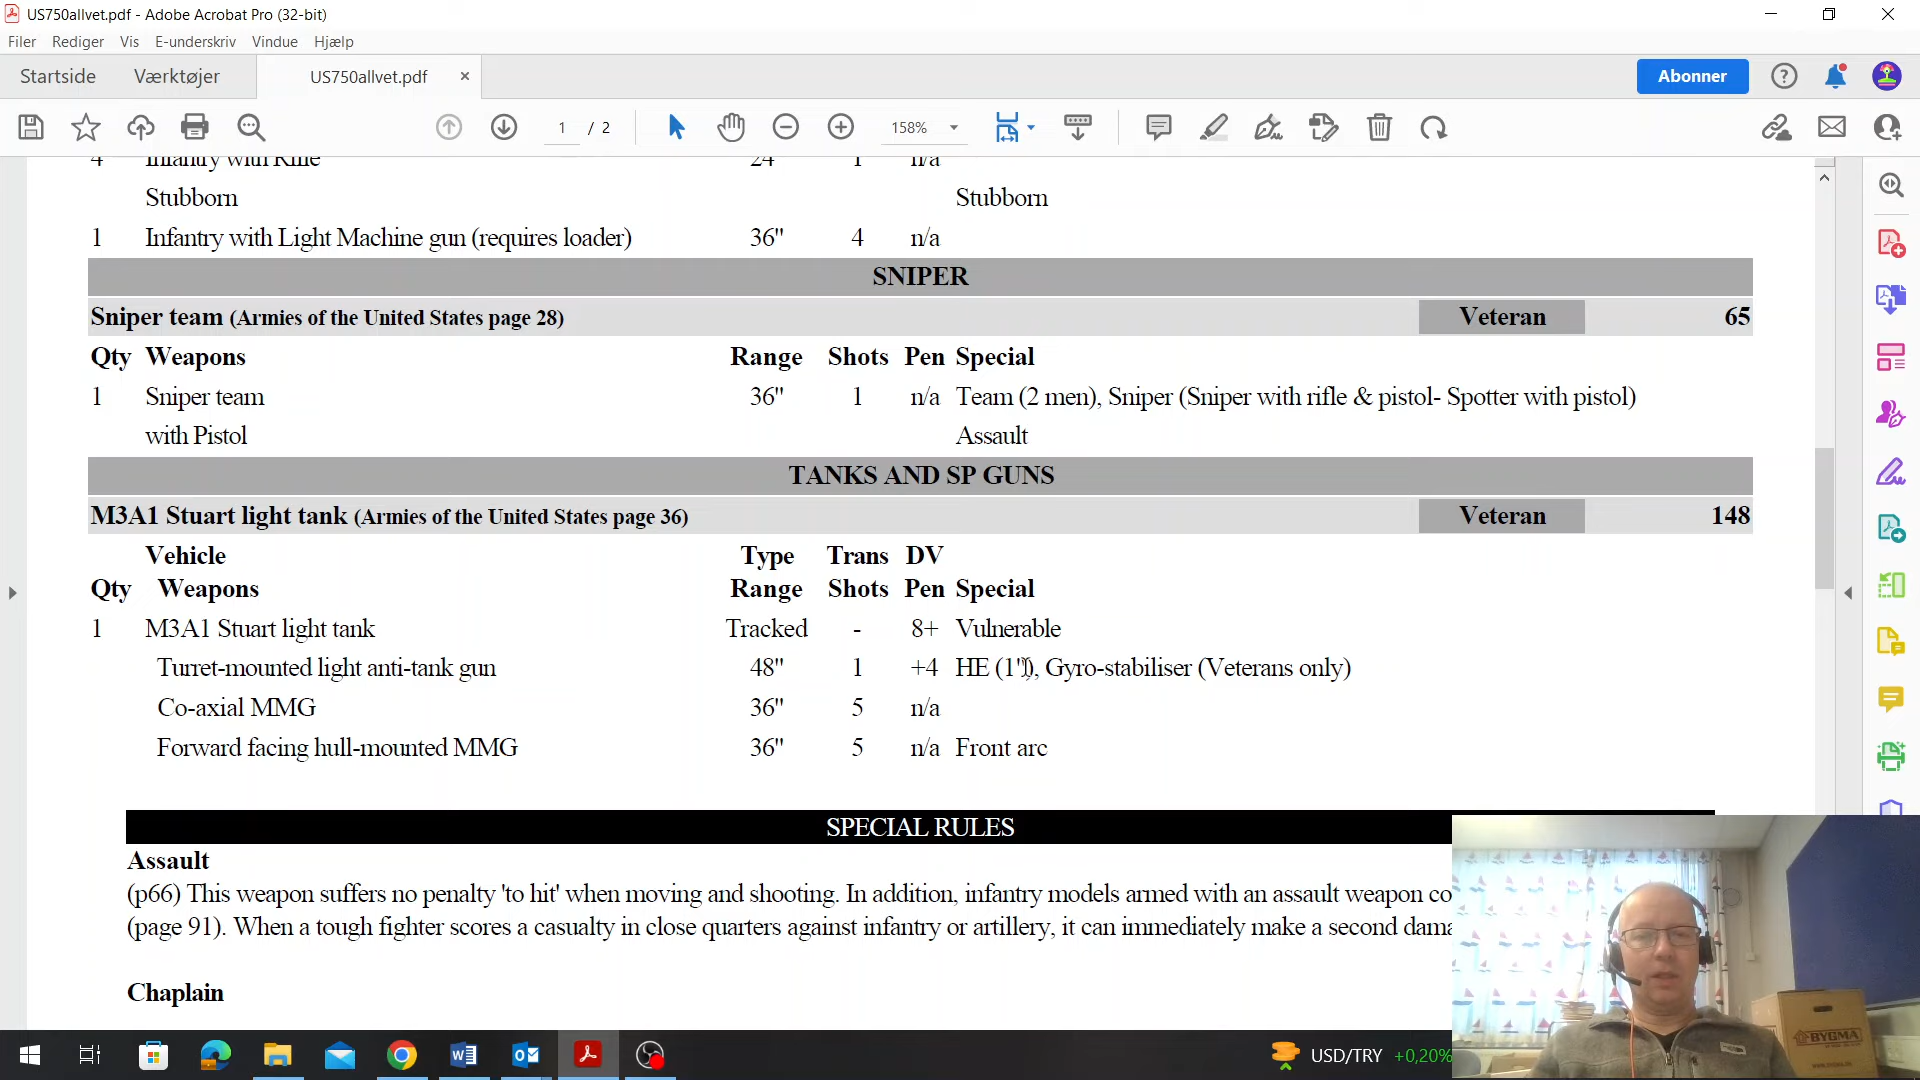 US750allvet.pdf - Adobe Acrobat Pro (32-bit)
Filer Rediger Vis E-underskriv Vindue Hjælp
Startside Værktøjer US750allvet.pdf × Abonner
1 / 2 158%
4 Infantry with Rifle 24" 1 n/a
Stubborn Stubborn
1 Infantry with Light Machine gun (requires loader) 36" 4 n/a
SNIPER
Sniper team (Armies of the United States page 28) Veteran 65
Qty Weapons Range Shots Pen Special
1 Sniper team 36" 1 n/a Team (2 men), Sniper (Sniper with rifle & pistol- Spotter with pistol)
with Pistol Assault
TANKS AND SP GUNS
M3A1 Stuart light tank (Armies of the United States page 36) Veteran 148
Vehicle Type Trans DV
Qty Weapons Range Shots Pen Special
1 M3A1 Stuart light tank Tracked - 8+ Vulnerable
Turret-mounted light anti-tank gun 48" 1 +4 HE (1"), Gyro-stabiliser (Veterans only)
Co-axial MMG 36" 5 n/a
Forward facing hull-mounted MMG 36" 5 n/a Front arc
SPECIAL RULES
Assault
(p66) This weapon suffers no penalty 'to hit' when moving and shooting. In addition, infantry models armed with an assault weapon co
(page 91). When a tough fighter scores a casualty in close quarters against infantry or artillery, it can immediately make a second dama
Chaplain
BYGMA
USD/TRY +0,20%